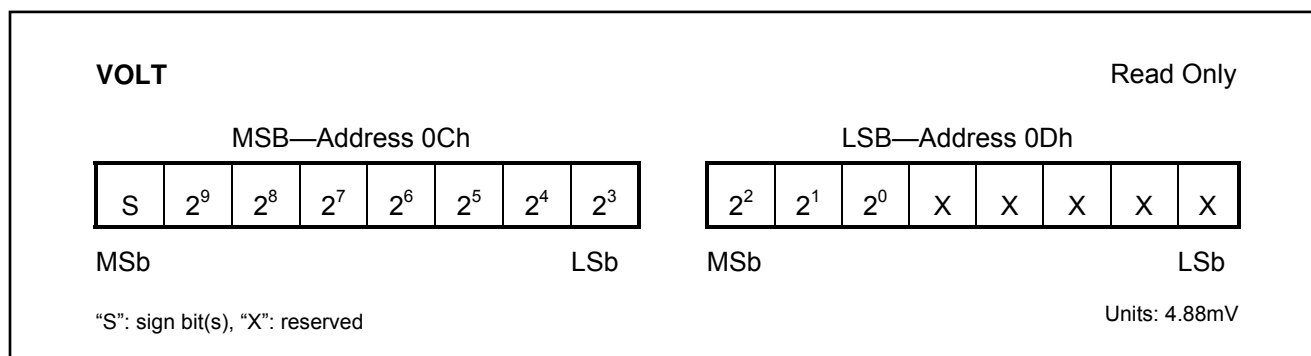 VOLT Read Only
MSB—Address 0Ch LSB—Address 0Dh
S 2⁹ 2⁸ 2⁷ 2⁶ 2⁵ 2⁴ 2³ 2² 2¹ 2⁰ X X X X X
MSb LSb MSb LSb
“S”: sign bit(s), “X”: reserved Units: 4.88mV